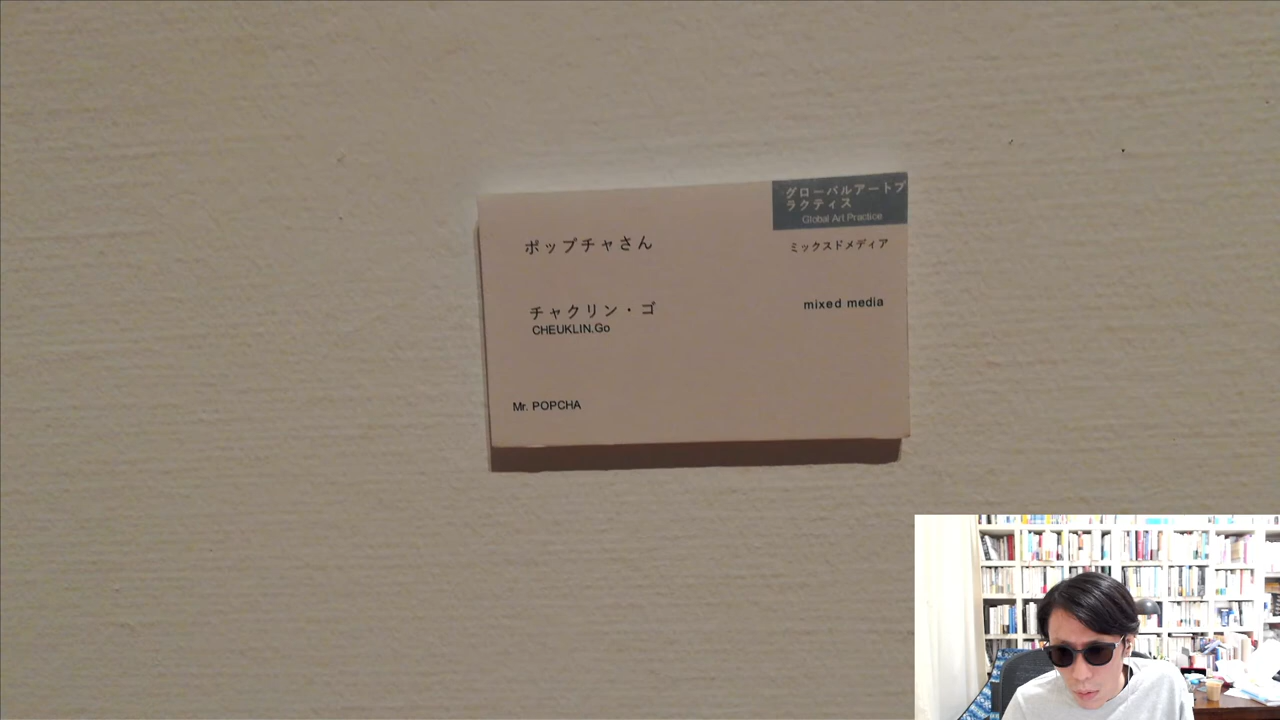 グローバルアートプ
ラクティス
Global Art Practice
ポップチャさん
ミックスドメディア
チャクリン・ゴ
CHEUKLIN.Go
mixed media
Mr. POPCHA